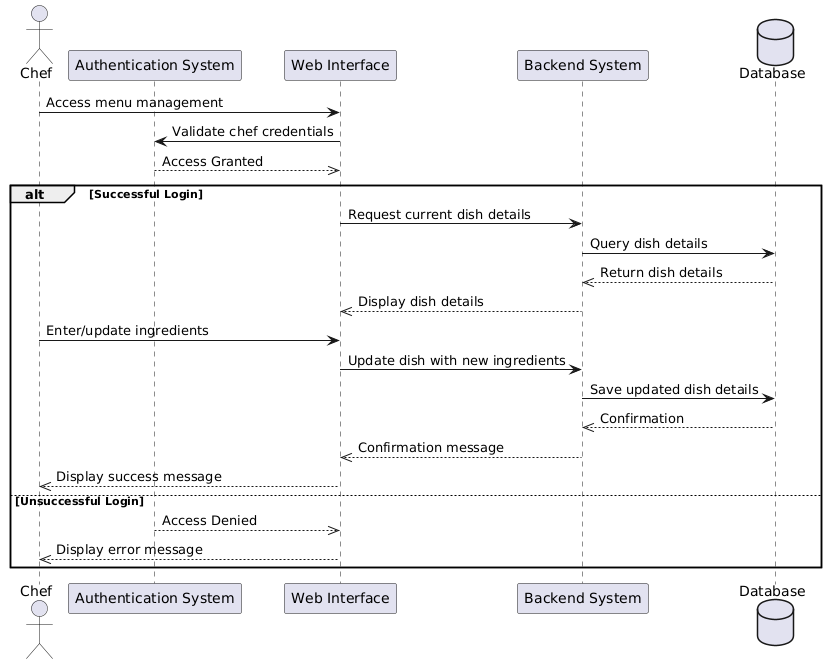 Chef
Authentication System
Web Interface
Backend System
Database
Access menu management
Validate chef credentials
Access Granted
alt [Successful Login]
Request current dish details
Query dish details
Return dish details
Display dish details
Enter/update ingredients
Update dish with new ingredients
Save updated dish details
Confirmation
Confirmation message
Display success message
[Unsuccessful Login]
Access Denied
Display error message
Chef
Authentication System
Web Interface
Backend System
Database